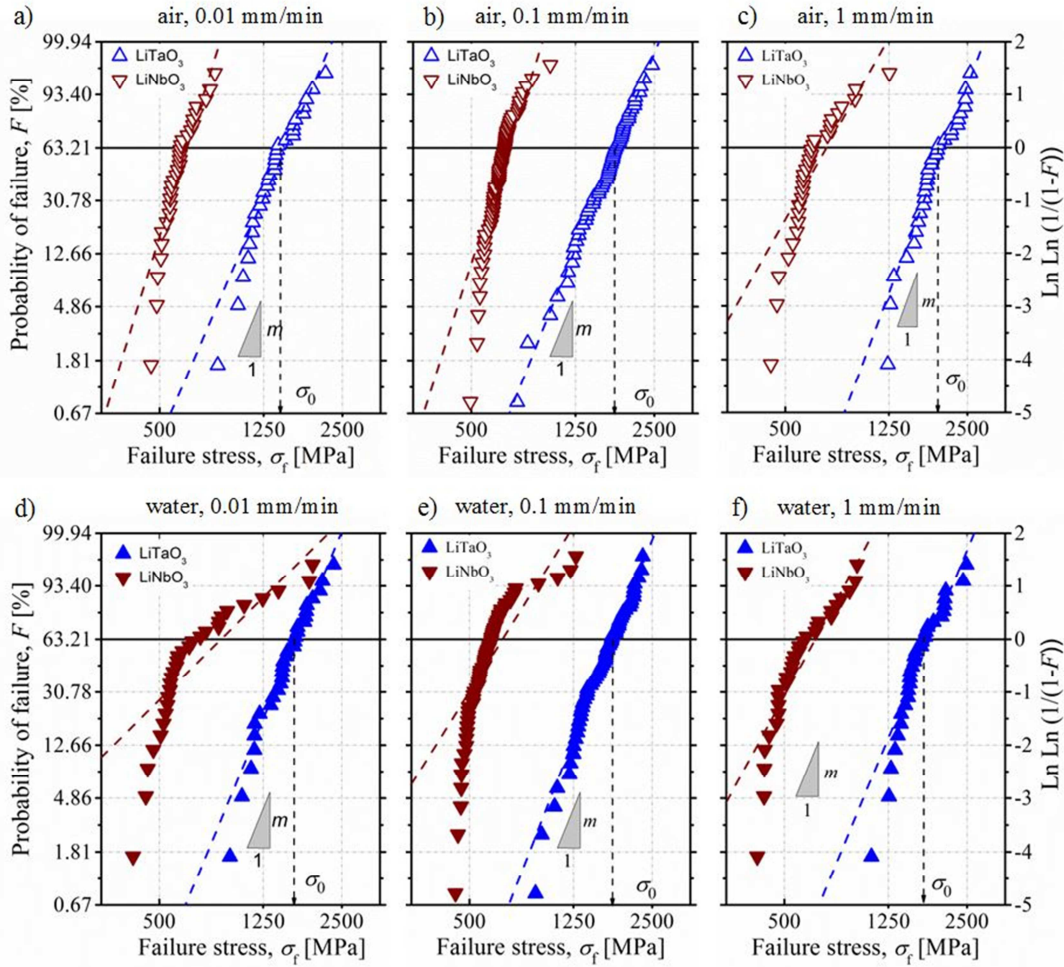 a) air, 0.01 mm/min
b) air, 0.1 mm/min
c) air, 1 mm/min
99.94
93.40
63.21
30.78
12.66
4.86
1.81
0.67
Probability of failure, F [%]
LiTaO3
LiNbO3
m
1
σ0
500 1250 2500
Failure stress, σf [MPa]
LiTaO3
LiNbO3
m
1
σ0
500 1250 2500
Failure stress, σf [MPa]
LiTaO3
LiNbO3
m
1
σ0
500 1250 2500
Failure stress, σf [MPa]
2
1
0
-1
-2
-3
-4
-5
Ln Ln (1/(1-F))
d) water, 0.01 mm/min
e) water, 0.1 mm/min
f) water, 1 mm/min
99.94
93.40
63.21
30.78
12.66
4.86
1.81
0.67
Probability of failure, F [%]
LiTaO3
LiNbO3
m
1
σ0
500 1250 2500
Failure stress, σf [MPa]
LiTaO3
LiNbO3
m
1
σ0
500 1250 2500
Failure stress, σf [MPa]
LiTaO3
LiNbO3
m
1
σ0
500 1250 2500
Failure stress, σf [MPa]
2
1
0
-1
-2
-3
-4
-5
Ln Ln (1/(1-F))